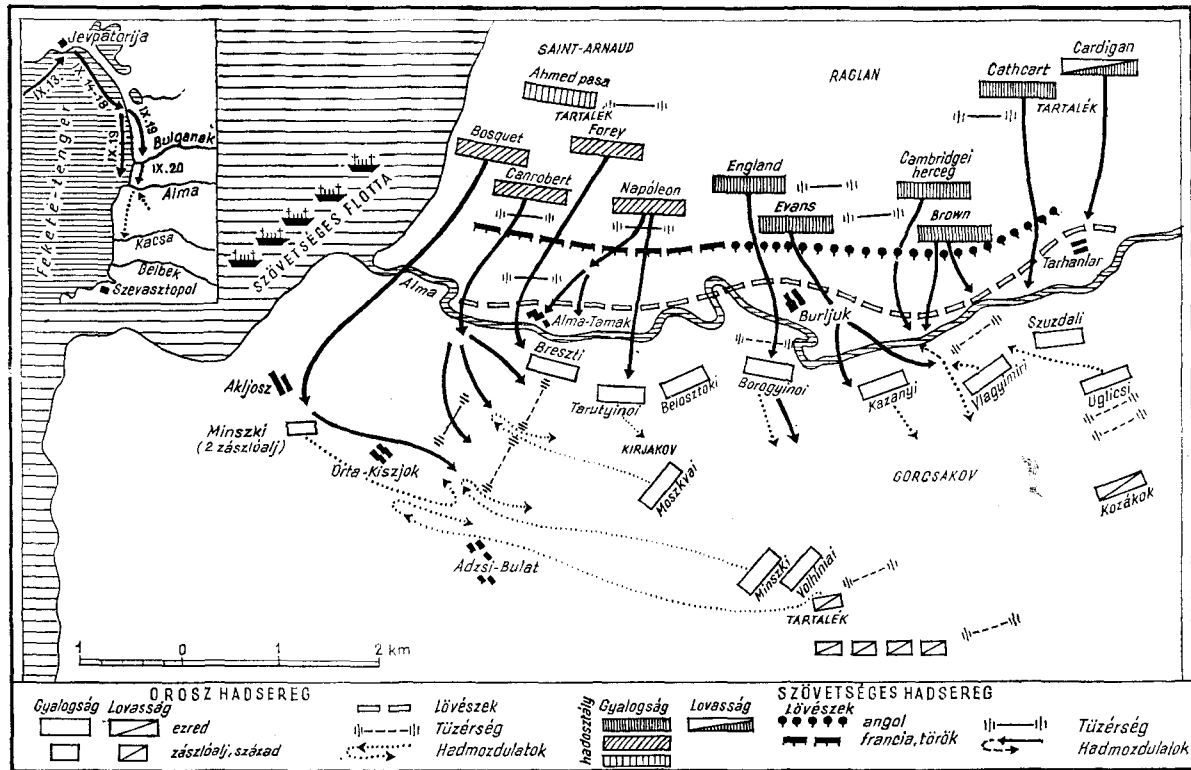 Jevpatorija
IX.13.
IX. 14-18.
IX.19
IX.19
Bulganak
IX.20
Alma
Kacsa
Belbek
Szevasztopol
Fekete-tenger
SZÖVETSÉGES FLOTTA
SAINT-ARNAUD
RAGLAN
Ahmed pasa
TARTALÉK
Bosquet
Forey
Canrobert
Napóleon
England
Evans
Cambridgei
herceg
Brown
Cathcart
TARTALÉK
Cardigan
Tarhanlar
Alma
Alma-Tamak
Burljuk
Breszti
Tarutyinoi
Belosztoki
Borogyinoi
Kazányi
Vlagyimiri
Szuzdali
Uglicsi
KIRJAKOV
GORCSAKOV
Kozákok
Akljosz
Minszki
(2 zászlóalj)
Orta-Kiszjok
Moszkvai
Adzsi-Bulat
Minszki
Volhiniai
TARTALÉK
1 0 1 2 km
OROSZ HADSEREG
Gyalogság Lovasság
ezred
zászlóalj, század
Lövészek
Tüzérség
Hadmozdulatok
SZÖVETSÉGES HADSEREG
hadosztály
Gyalogság Lovasság
Lövészek
angol
francia, török
Tüzérség
Hadmozdulatok